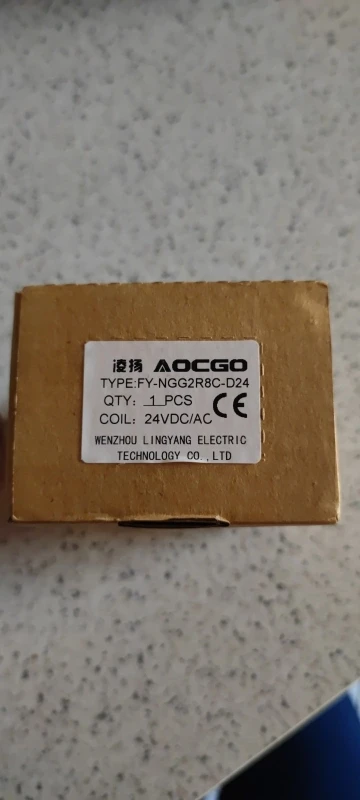 凌扬 AOCGO
TYPE:FY-NGG2R8C-D24
QTY: 1 PCS
COIL: 24VDC/AC CE
WENZHOU LINGYANG ELECTRIC
TECHNOLOGY CO.,LTD